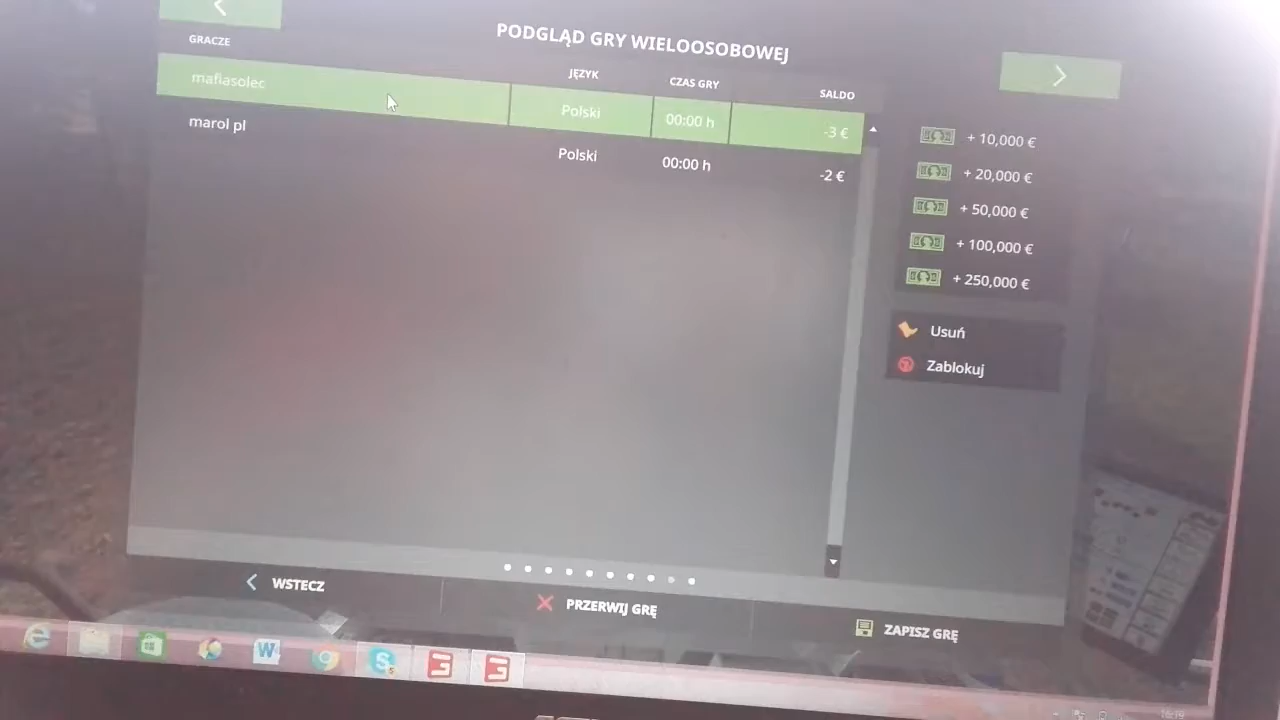 PODGLĄD GRY WIELOOSOBOWEJ
GRACZE
JĘZYK
CZAS GRY
SALDO
mafiasolec
Polski
00:00 h
-3 €
marol pl
Polski
00:00 h
-2 €
+ 10,000 €
+ 20,000 €
+ 50,000 €
+ 100,000 €
+ 250,000 €
Usuń
Zablokuj
WSTECZ
PRZERWIJ GRĘ
ZAPISZ GRĘ